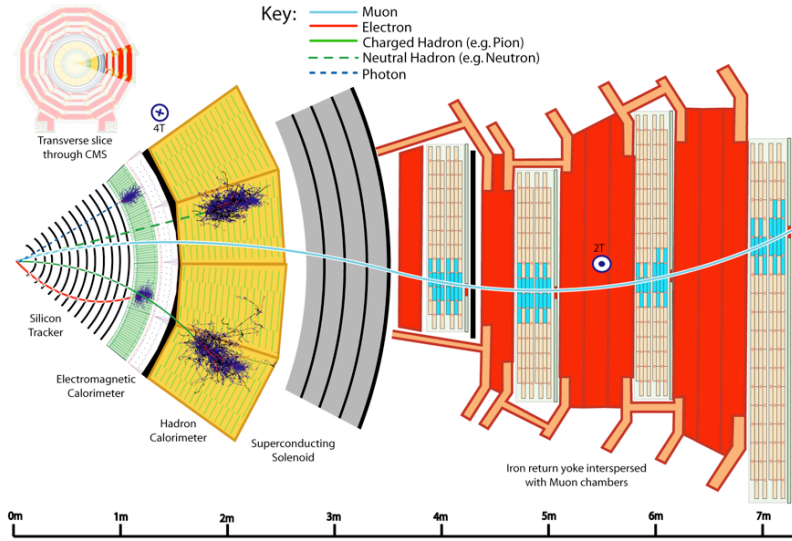 Key:
Muon
Electron
Charged Hadron (e.g. Pion)
Neutral Hadron (e.g. Neutron)
Photon
Transverse slice
through CMS
4T
2T
Silicon
Tracker
Electromagnetic
Calorimeter
Hadron
Calorimeter
Superconducting
Solenoid
Iron return yoke interspersed
with Muon chambers
0m 1m 2m 3m 4m 5m 6m 7m